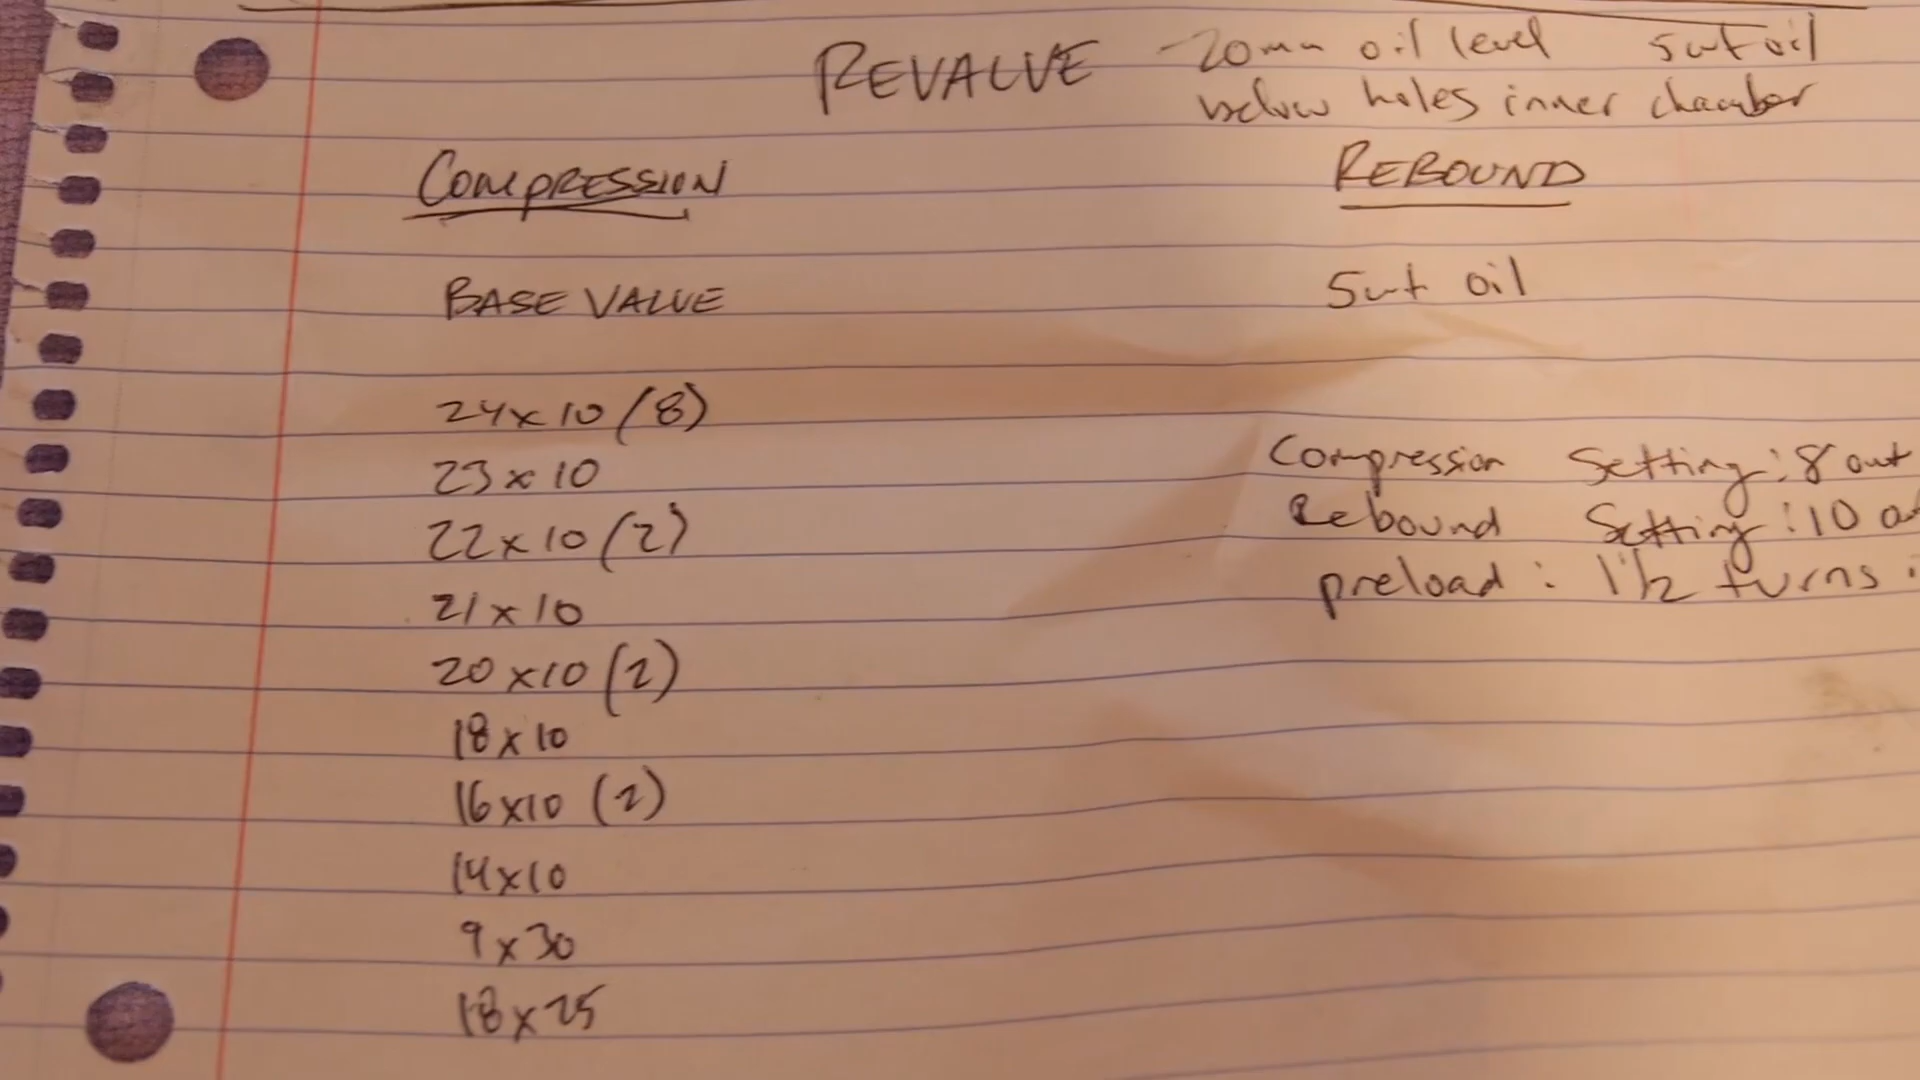 REVALVE -20mm oil level 5wt oil
below holes inner chamber
COMPRESSION REBOUND
BASE VALVE 5wt oil
24x10 (8)
23x10
22x10 (2)
21x10
20x10 (2)
18x10
16x10 (2)
14x10
9x30
18x25
Compression Setting: 8 out
Rebound Setting: 10
preload: 1 1/2 turns